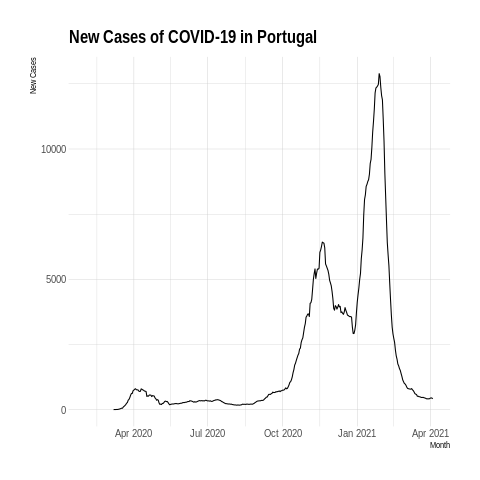 New Cases of COVID-19 in Portugal
New Cases
10000
5000
0
Apr 2020 Jul 2020 Oct 2020 Jan 2021 Apr 2021
Month